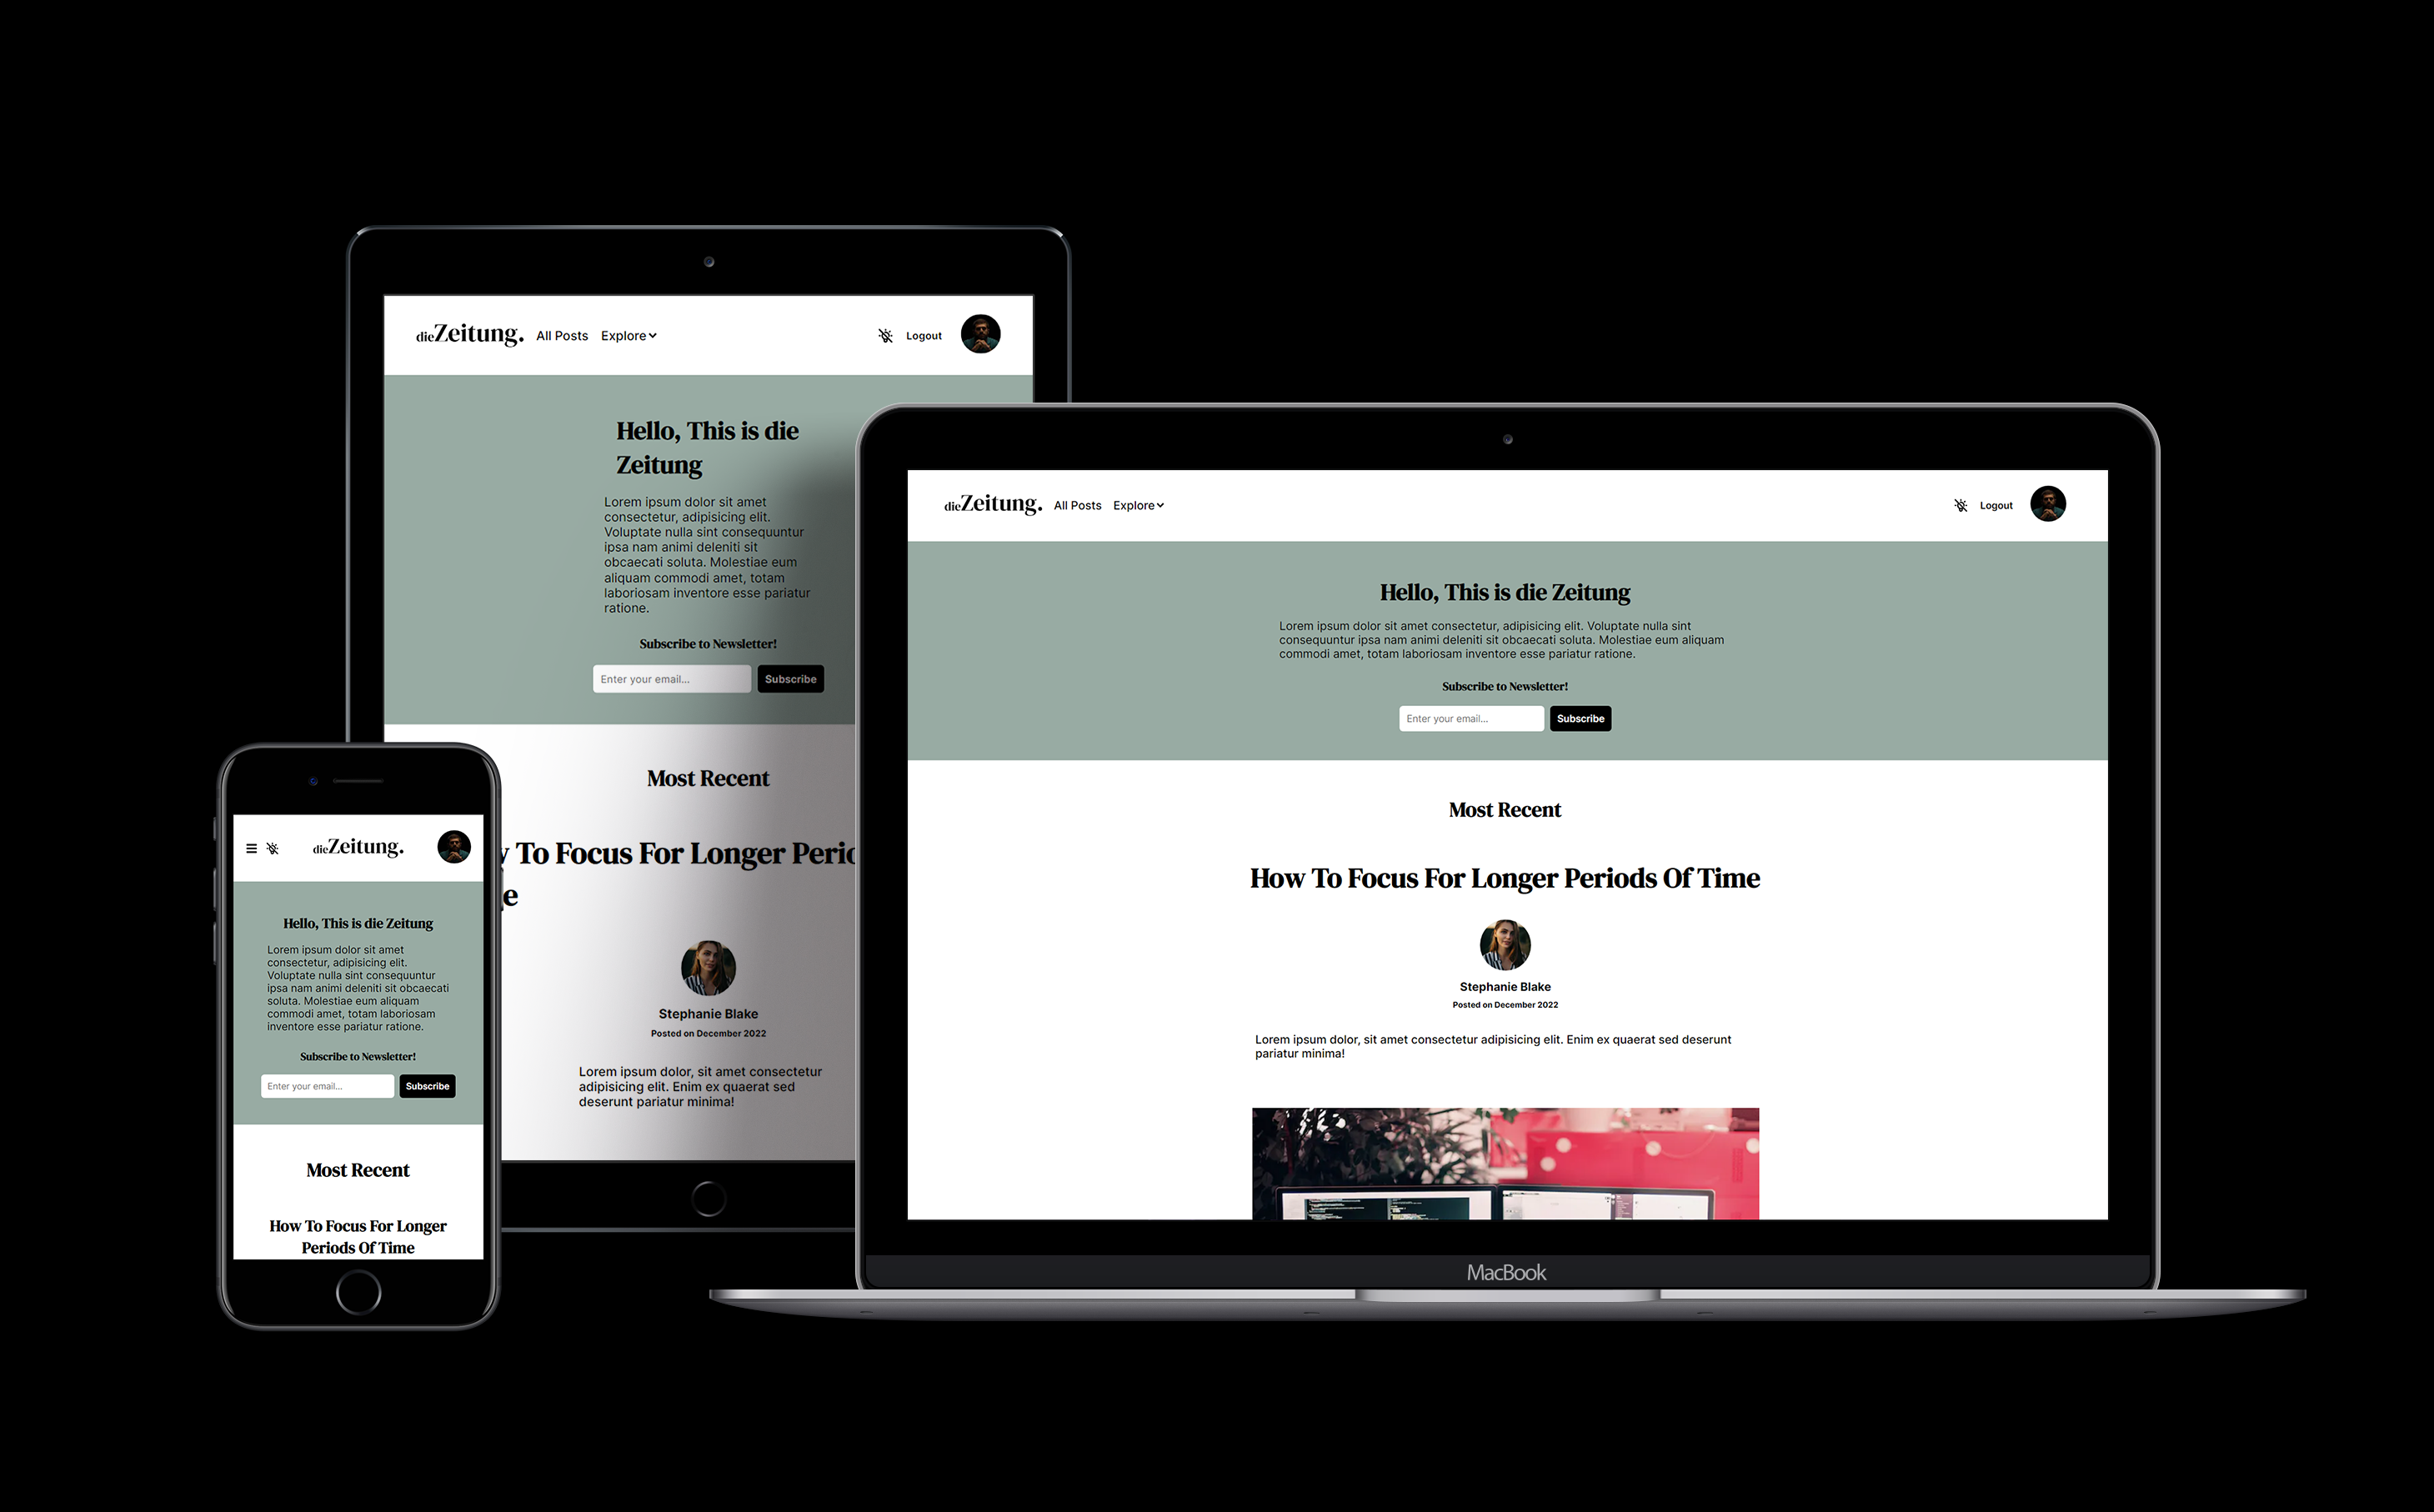 dieZeitung. All Posts Explore
Logout
Hello, This is die
Zeitung
Lorem ipsum dolor sit amet
consectetur, adipisicing elit.
Voluptate nulla sint consequuntur
ipsa nam animi deleniti sit
obcaecati soluta. Molestiae eum
aliquam commodi amet, totam
laboriosam inventore esse pariatur
ratione.
Subscribe to Newsletter!
Enter your email... Subscribe
Most Recent
To Focus For Longer
Stephanie Blake
Posted on December 2022
Lorem ipsum dolor, sit amet consectetur
adipisicing elit. Enim ex quaerat sed
deserunt pariatur minima!
dieZeitung. All Posts Explore
Logout
Hello, This is die Zeitung
Lorem ipsum dolor sit amet consectetur, adipisicing elit. Voluptate nulla sint
consequuntur ipsa nam animi deleniti sit obcaecati soluta. Molestiae eum aliquam
commodi amet, totam laboriosam inventore esse pariatur ratione.
Subscribe to Newsletter!
Enter your email... Subscribe
Most Recent
How To Focus For Longer Periods Of Time
Stephanie Blake
Posted on December 2022
Lorem ipsum dolor, sit amet consectetur adipisicing elit. Enim ex quaerat sed deserunt
pariatur minima!
MacBook
dieZeitung.
Hello, This is die Zeitung
Lorem ipsum dolor sit amet
consectetur, adipisicing elit.
Voluptate nulla sint consequuntur
ipsa nam animi deleniti sit obcaecati
soluta. Molestiae eum aliquam
commodi amet, totam laboriosam
inventore esse pariatur ratione.
Subscribe to Newsletter!
Enter your email... Subscribe
Most Recent
How To Focus For Longer
Periods Of Time